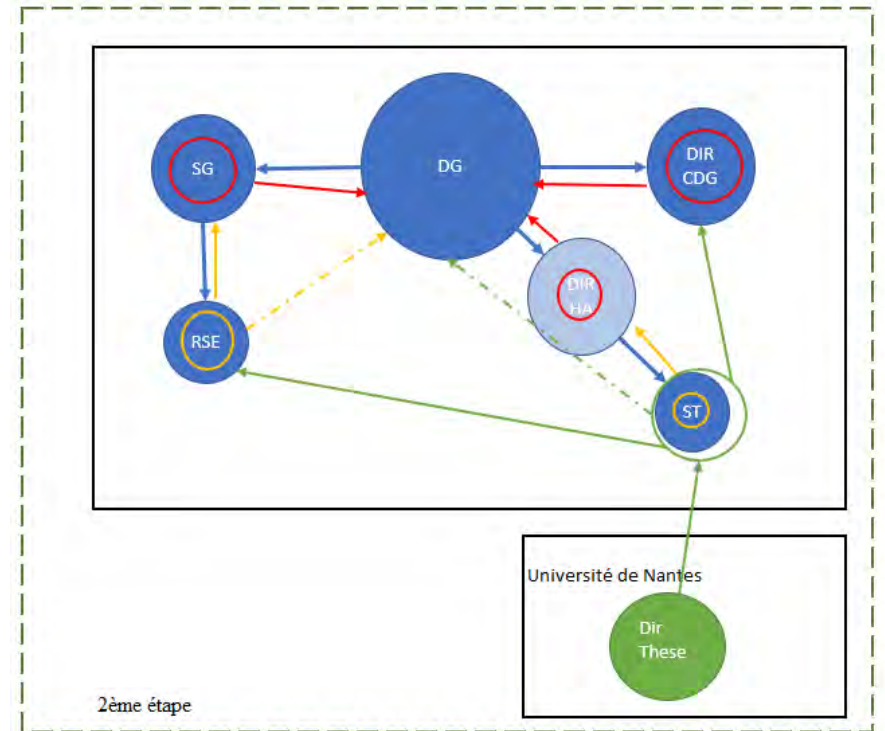 SG
DG
DIR
CDG
DIR
HA
RSE
ST
Université de Nantes
Dir
These
2ème étape